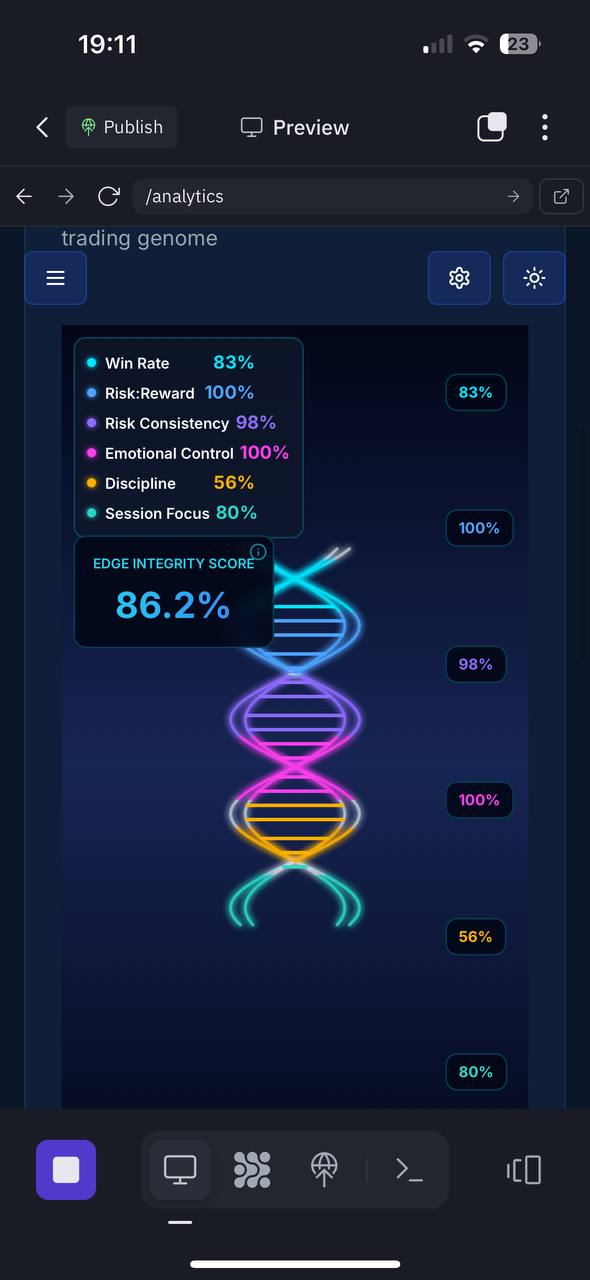 19:11
23
Publish
Preview
/analytics
trading genome
Win Rate 83%
Risk:Reward 100%
Risk Consistency 98%
Emotional Control 100%
Discipline 56%
Session Focus 80%
EDGE INTEGRITY SCORE
86.2%
83%
100%
98%
100%
56%
80%